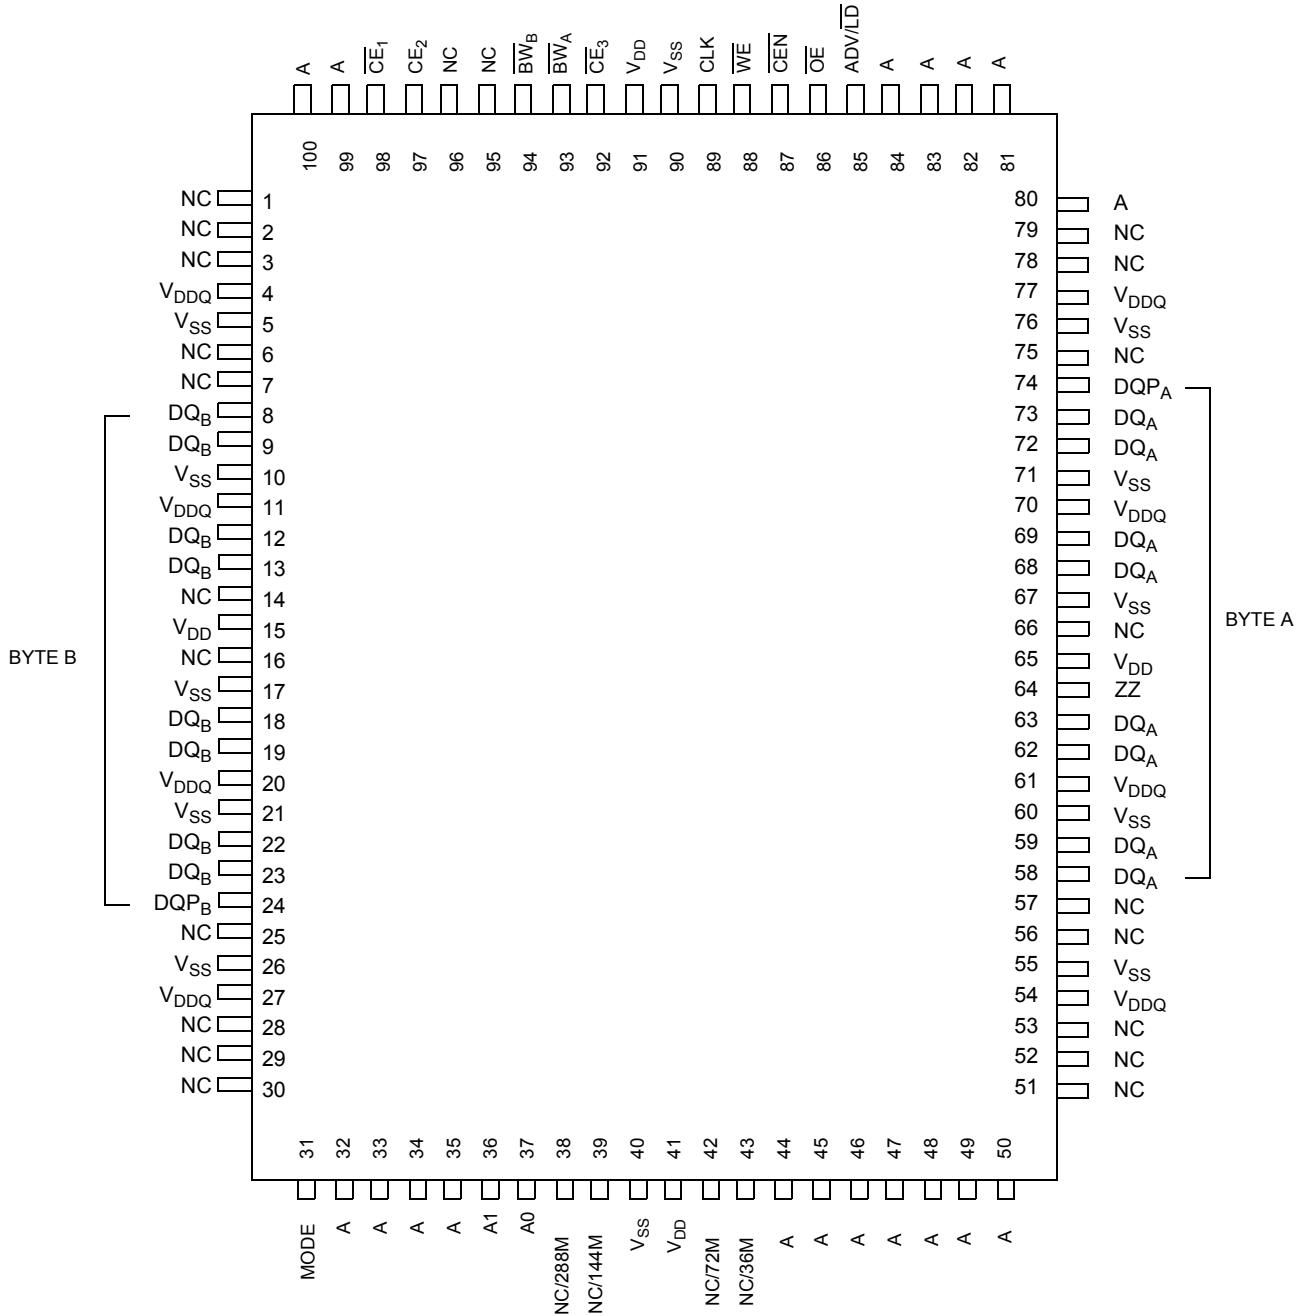 A A CE1 CE2 NC NC BWB BWA CE3 VDD VSS CLK WE CEN OE ADV/LD A A A A
100 99 98 97 96 95 94 93 92 91 90 89 88 87 86 85 84 83 82 81
NC 1
NC 2
NC 3
VDDQ 4
VSS 5
NC 6
NC 7
DQB 8
DQB 9
VSS 10
VDDQ 11
DQB 12
DQB 13
NC 14
VDD 15
NC 16
VSS 17
DQB 18
DQB 19
VDDQ 20
VSS 21
DQB 22
DQB 23
DQPB 24
NC 25
VSS 26
VDDQ 27
NC 28
NC 29
NC 30
BYTE B
80 A
79 NC
78 NC
77 VDDQ
76 VSS
75 NC
74 DQPA
73 DQA
72 DQA
71 VSS
70 VDDQ
69 DQA
68 DQA
67 VSS
66 NC
65 VDD
64 ZZ
63 DQA
62 DQA
61 VDDQ
60 VSS
59 DQA
58 DQA
57 NC
56 NC
55 VSS
54 VDDQ
53 NC
52 NC
51 NC
BYTE A
31 32 33 34 35 36 37 38 39 40 41 42 43 44 45 46 47 48 49 50
MODE A A A A A1 A0 NC/288M NC/144M VSS VDD NC/72M NC/36M A A A A A A A